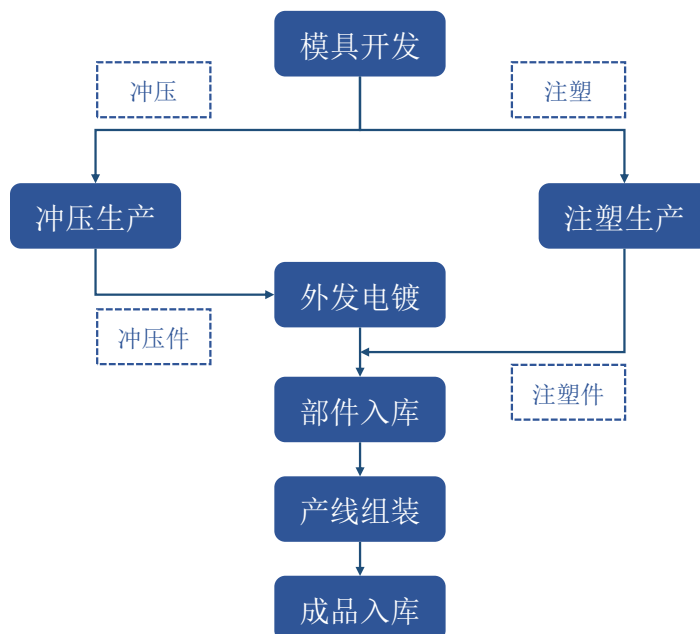 模具开发
冲压
注塑
冲压生产
注塑生产
外发电镀
冲压件
注塑件
部件入库
产线组装
成品入库